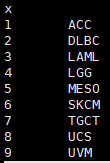 x
1 ACC
2 DLBC
3 LAML
4 LGG
5 MESO
6 SKCM
7 TGCT
8 UCS
9 UVM